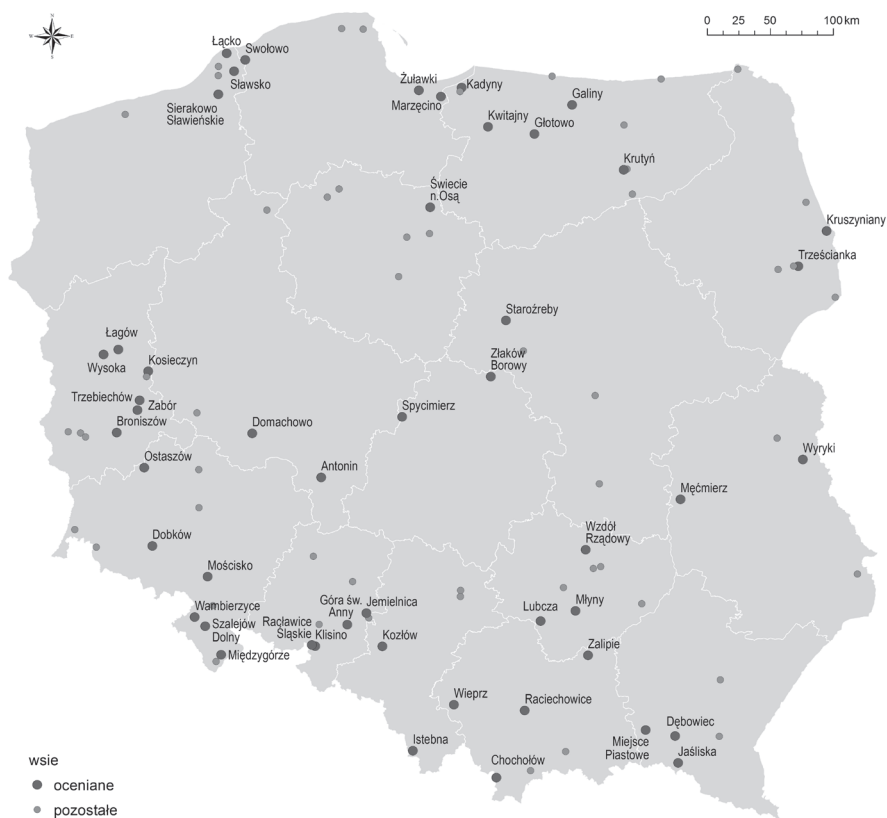 0 25 50 100 km
Łącko
Swołowo
Sławsko
Sierakowo
Sławieńskie
Żuławki
Kadyny
Marzęcino
Galiny
Kwitajny
Głotowo
Krutyń
Świecie
n.Osą
Kruszyniany
Trześcianka
Staroźreby
Łagów
Wysoka
Kosieczyn
Złaków
Borowy
Trzebiechów
Zabór
Broniszów
Domachowo
Spycimierz
Ostaszów
Antonin
Wyryki
Męćmierz
Dobków
Wzdół
Rządowy
Mościsko
Góra św.
Anny
Jemielnica
Wambierzyce
Szalejów
Dolny
Racławice
Śląskie
Klisino
Kozłów
Lubcza
Młyny
Międzygórze
Zalipie
Wieprz
Raciechowice
Istebna
Chochołów
Miejsce
Piastowe
Dębowiec
Jaśliska
wsie
oceniane
pozostałe